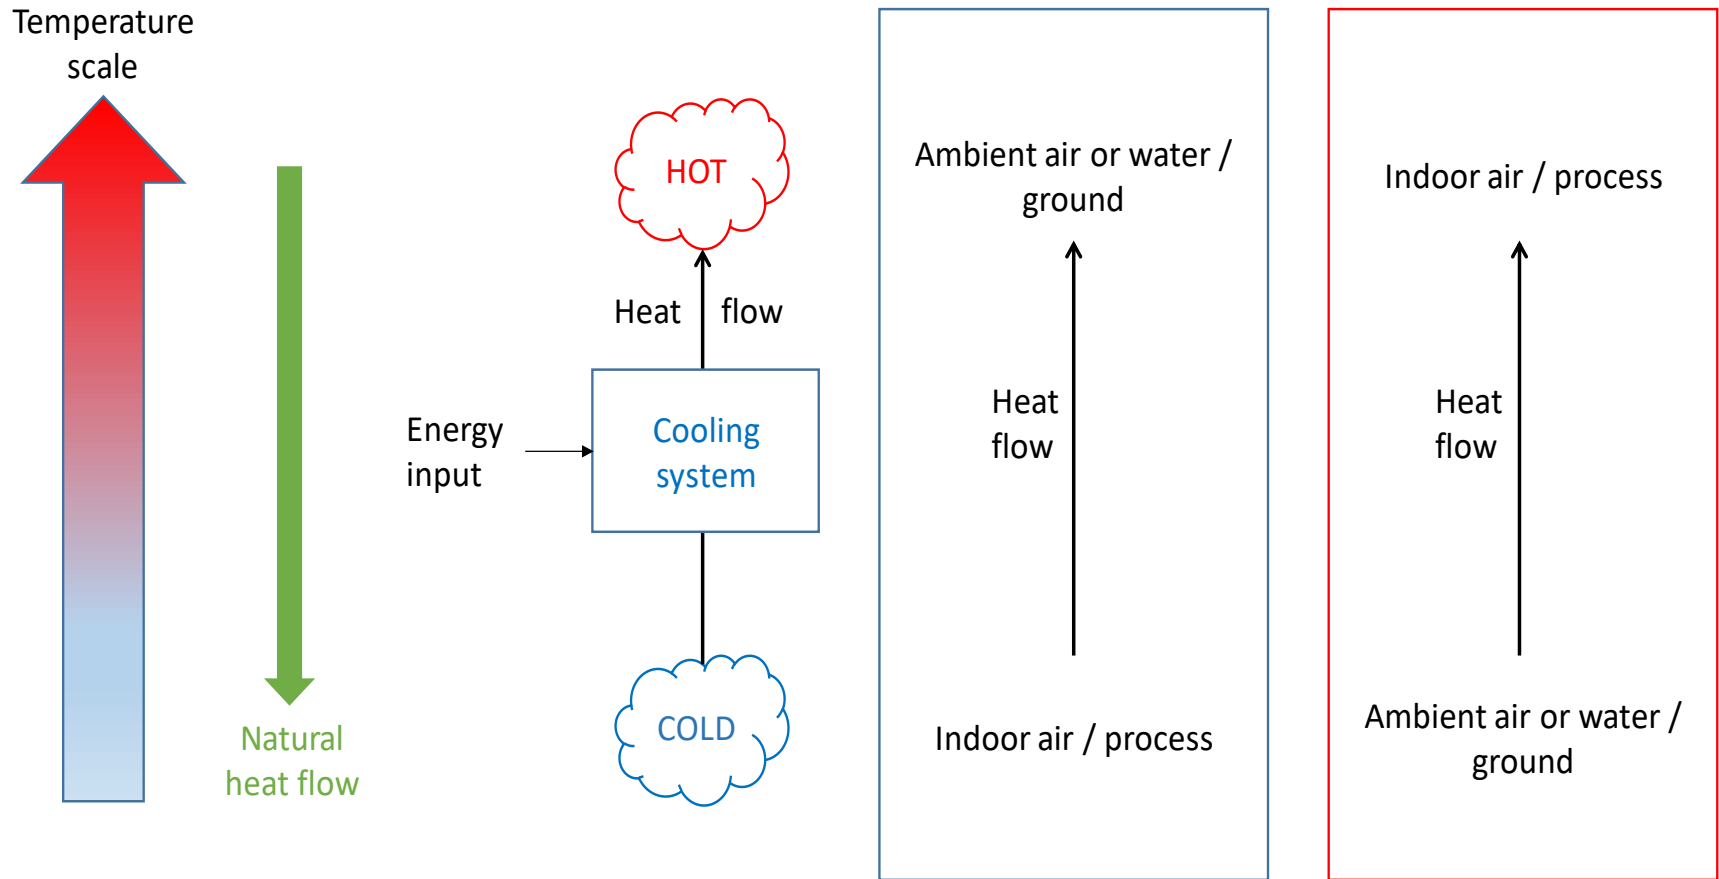 Temperature
scale
Natural
heat flow
HOT
Heat flow
Energy
input
Cooling
system
COLD
Ambient air or water /
ground
Heat
flow
Indoor air / process
Indoor air / process
Heat
flow
Ambient air or water /
ground